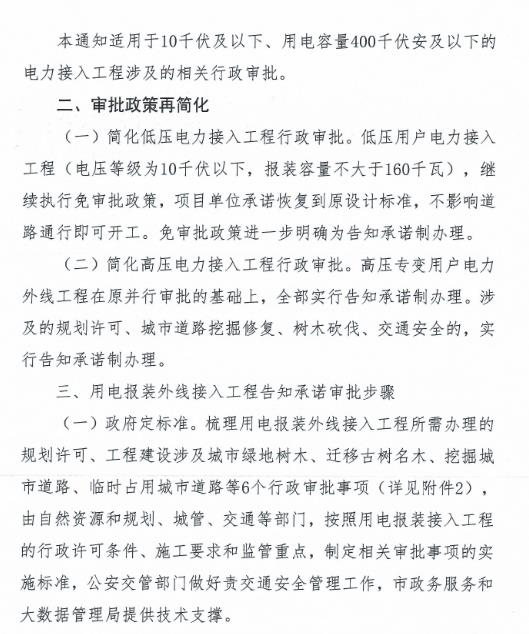 本通知适用于10千伏及以下、用电容量400千伏安及以下的
电力接入工程涉及的相关行政审批。
二、审批政策再简化
（一）简化低压电力接入工程行政审批。低压用户电力接入
工程（电压等级为10千伏以下，报装容量不大于160千瓦），继
续执行免审批政策，项目单位承诺恢复到原设计标准，不影响道
路通行即可开工。免审批政策进一步明确为告知承诺制办理。
（二）简化高压电力接入工程行政审批。高压专变用户电力
外线工程在原并行审批的基础上，全部实行告知承诺制办理。涉
及的规划许可、城市道路挖掘修复、树木砍伐、交通安全的，实
行告知承诺制办理。
三、用电报装外线接入工程告知承诺审批步骤
（一）政府定标准。梳理用电报装外线接入工程所需办理的
规划许可、工程建设涉及城市绿地树木、迁移古树名木、挖掘城
市道路、临时占用城市道路等6个行政审批事项（详见附件2），
由自然资源和规划、城管、交通等部门，按照用电报装接入工程
的行政许可条件、施工要求和监管重点，制定相关审批事项的实
施标准，公安交管部门做好责交通安全管理工作，市政务服务和
大数据管理局提供技术支撑。